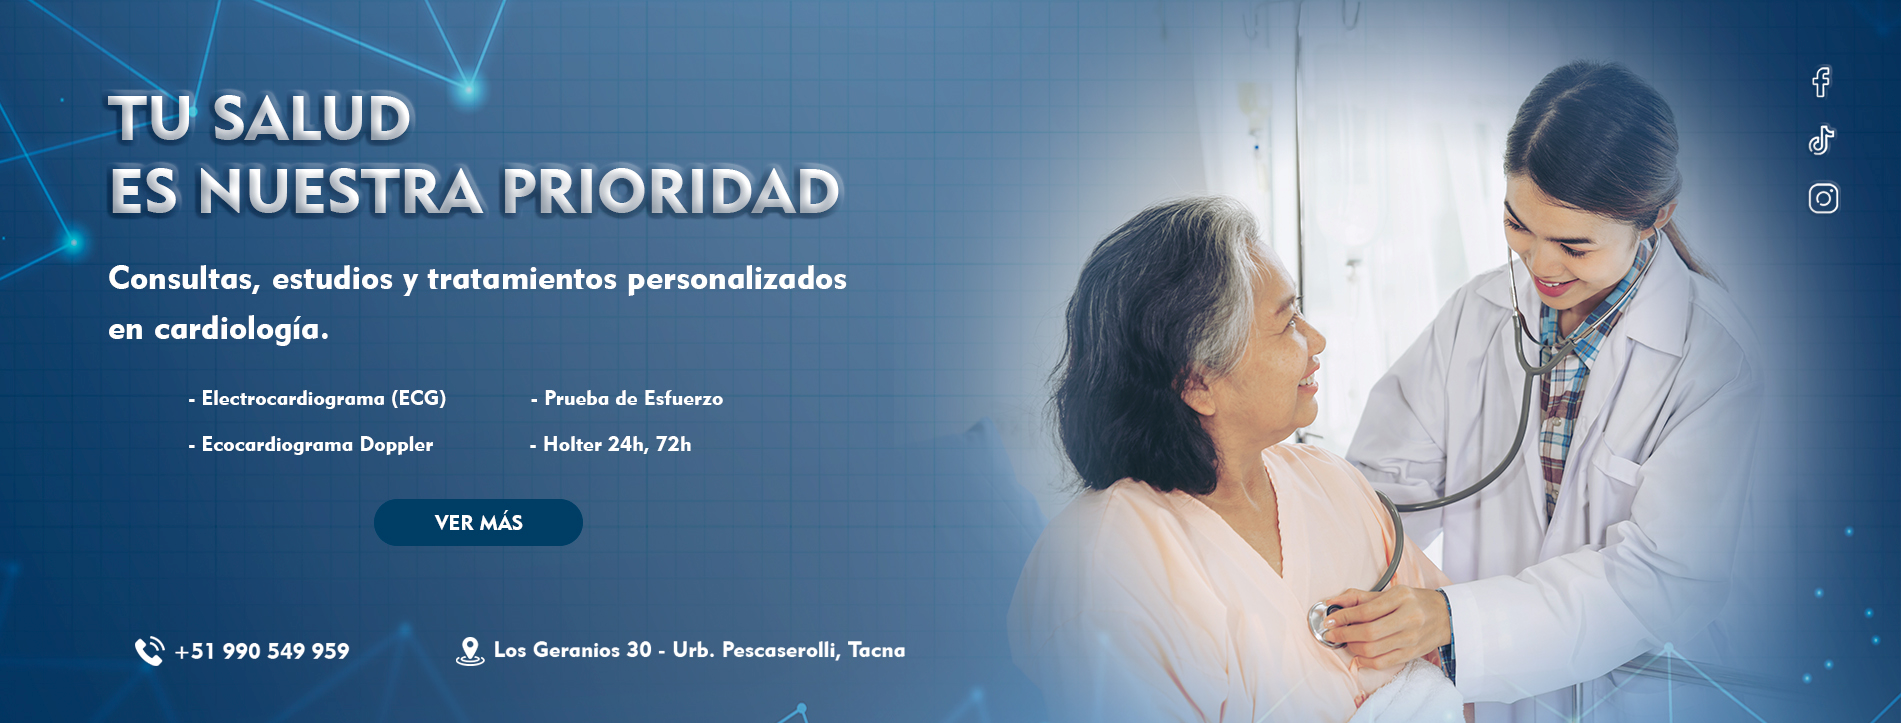 TU SALUD
ES NUESTRA PRIORIDAD
Consultas, estudios y tratamientos personalizados
en cardiología.
- Electrocardiograma (ECG)
- Prueba de Esfuerzo
- Ecocardiograma Doppler
- Holter 24h, 72h
VER MÁS
+51 990 549 959
Los Geranios 30 - Urb. Pescaserolli, Tacna